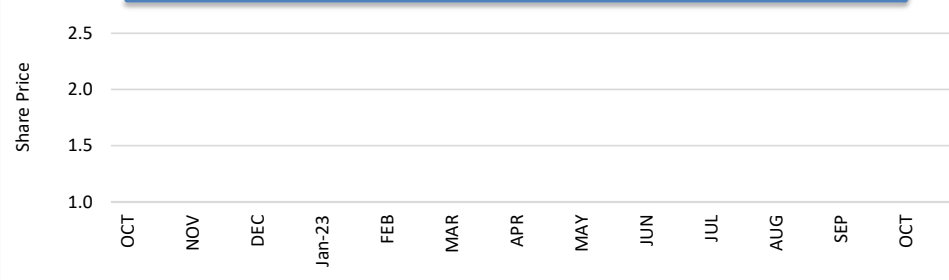 2.5
2.0
1.5
1.0
Share Price
OCT
NOV
DEC
Jan-23
FEB
MAR
APR
MAY
JUN
JUL
AUG
SEP
OCT